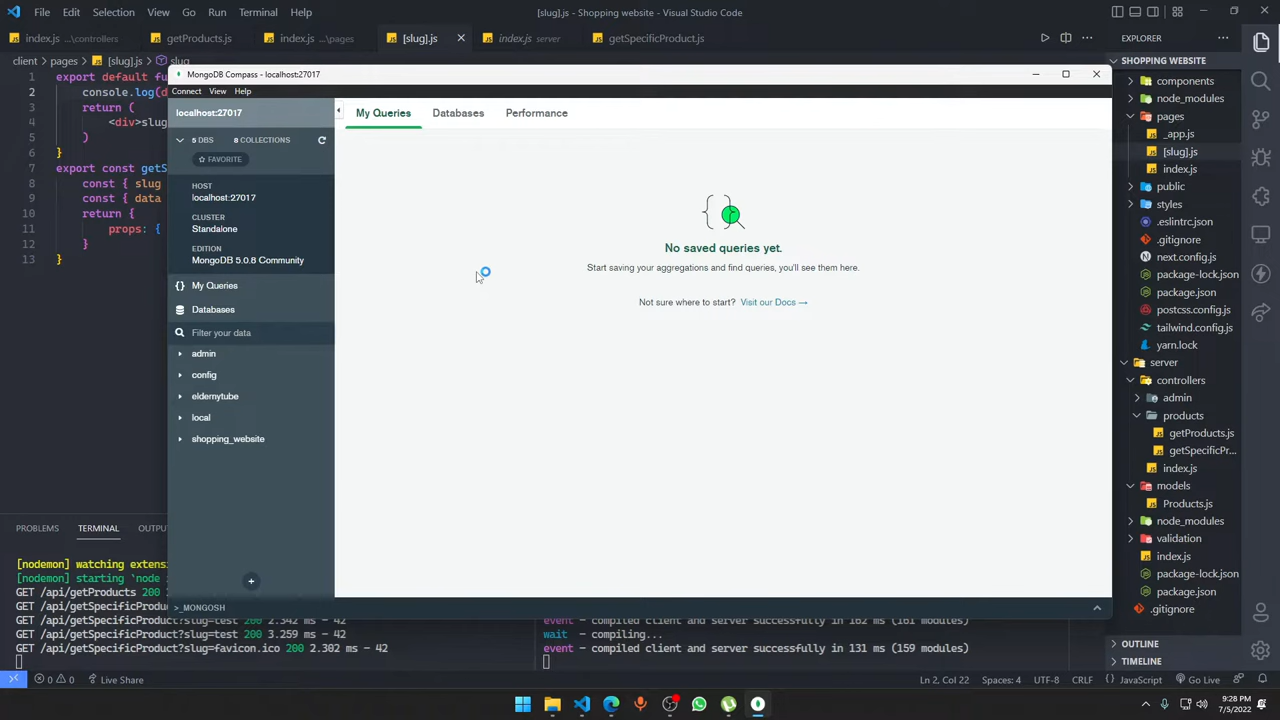 File Edit Selection View Go Run Terminal Help
[slug].js - Shopping website - Visual Studio Code
index.js ...\controllers
getProducts.js
index.js ...\pages
[slug].js
index.js server
getSpecificProduct.js
EXPLORER
client > pages > [slug].js > slug
1 export default fu
2 console.log(d
3 return (
4 <div>slug
5 )
6 }
7 export const getS
8 const { slug
9 const { data
10 return {
11 props: {
12 }
13 }
MongoDB Compass - localhost:27017
Connect View Help
localhost:27017
5 DBS 8 COLLECTIONS
FAVORITE
HOST
localhost:27017
CLUSTER
Standalone
EDITION
MongoDB 5.0.8 Community
My Queries
Databases
Filter your data
admin
config
eldernytube
local
shopping_website
+
>_MONGOSH
My Queries Databases Performance
No saved queries yet.
Start saving your aggregations and find queries, you'll see them here.
Not sure where to start? Visit our Docs →
SHOPPING WEBSITE
components
node_modules
pages
_app.js
[slug].js
index.js
public
styles
.eslintrc.json
.gitignore
next.config.js
package.json
postcss.config.js
tailwind.config.js
yarn.lock
server
controllers
admin
products
getProducts.js
getSpecificPr...
index.js
models
Products.js
node_modules
validation
index.js
package-lock.json
package.json
.gitignore
OUTLINE
TIMELINE
PROBLEMS TERMINAL OUTPU
[nodemon] watching extensi
[nodemon] starting `node
GET /api/getProducts 200
GET /api/getSpecificProduc
GET /api/getSpecificProduct?slug=test 200 2.342 ms - 42
GET /api/getSpecificProduct?slug=test 200 3.259 ms - 42
GET /api/getSpecificProduct?slug=favicon.ico 200 2.302 ms - 42
event - compiled client and server successfully in 162 ms (161 modules)
wait - compiling...
event - compiled client and server successfully in 131 ms (159 modules)
0 0 Live Share
Ln 2, Col 22 Spaces: 4 UTF-8 CRLF JavaScript Go Live Prettier
9:28 PM
7/5/2022